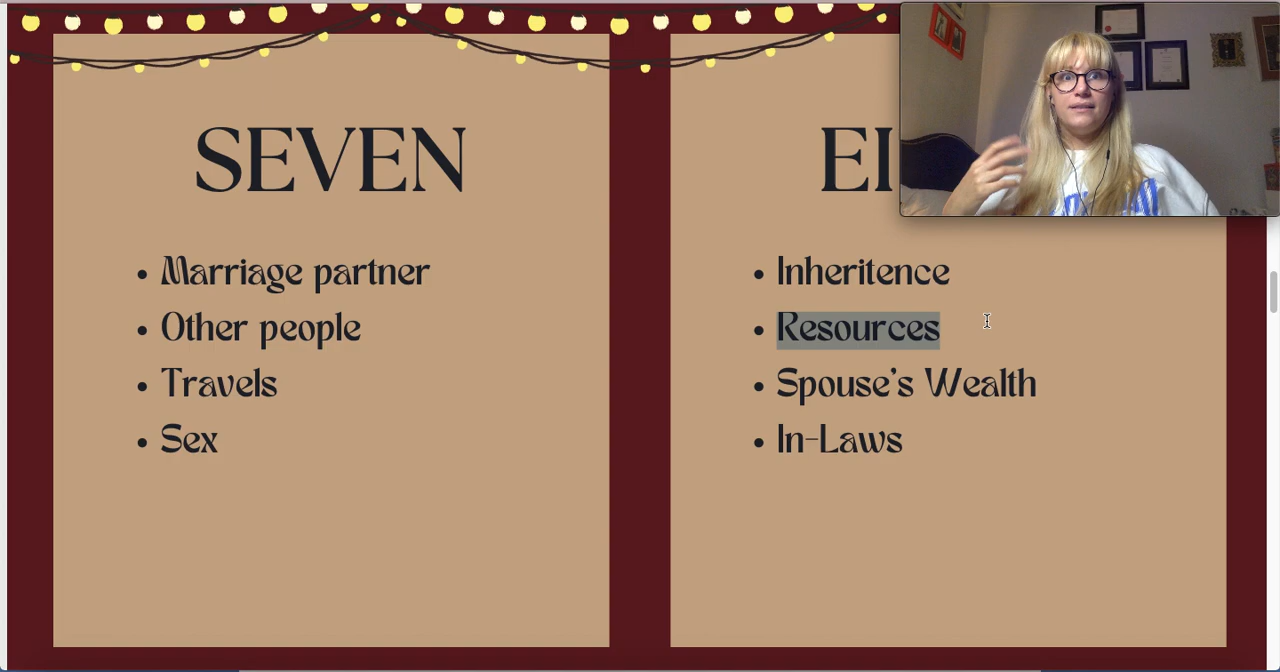 SEVEN
Marriage partner
Other people
Travels
Sex
EI
Inheritence
Resources
Spouse's Wealth
In-Laws